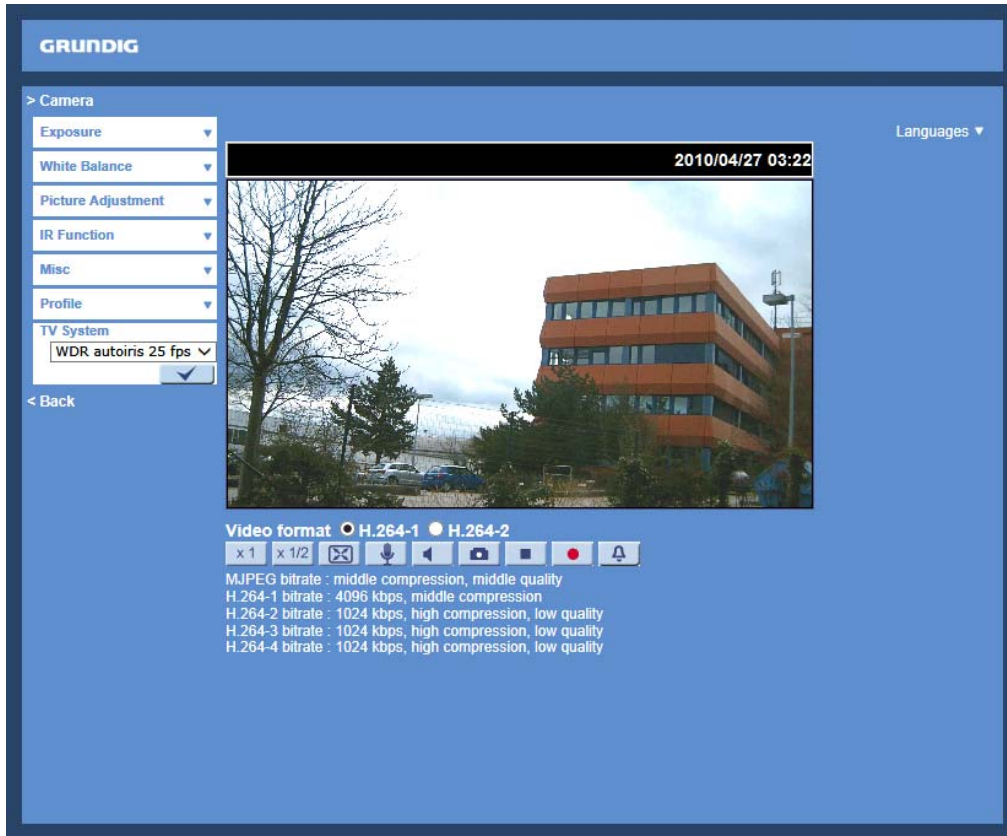 GRUNDIG
> Camera
Languages ▼
Exposure ▼
White Balance ▼
Picture Adjustment ▼
IR Function ▼
Misc ▼
Profile ▼
TV System
WDR autoiris 25 fps
< Back
2010/04/27 03:22
Video format H.264-1 H.264-2
x 1 x 1/2
MJPEG bitrate : middle compression, middle quality
H.264-1 bitrate : 4096 kbps, middle compression
H.264-2 bitrate : 1024 kbps, high compression, low quality
H.264-3 bitrate : 1024 kbps, high compression, low quality
H.264-4 bitrate : 1024 kbps, high compression, low quality